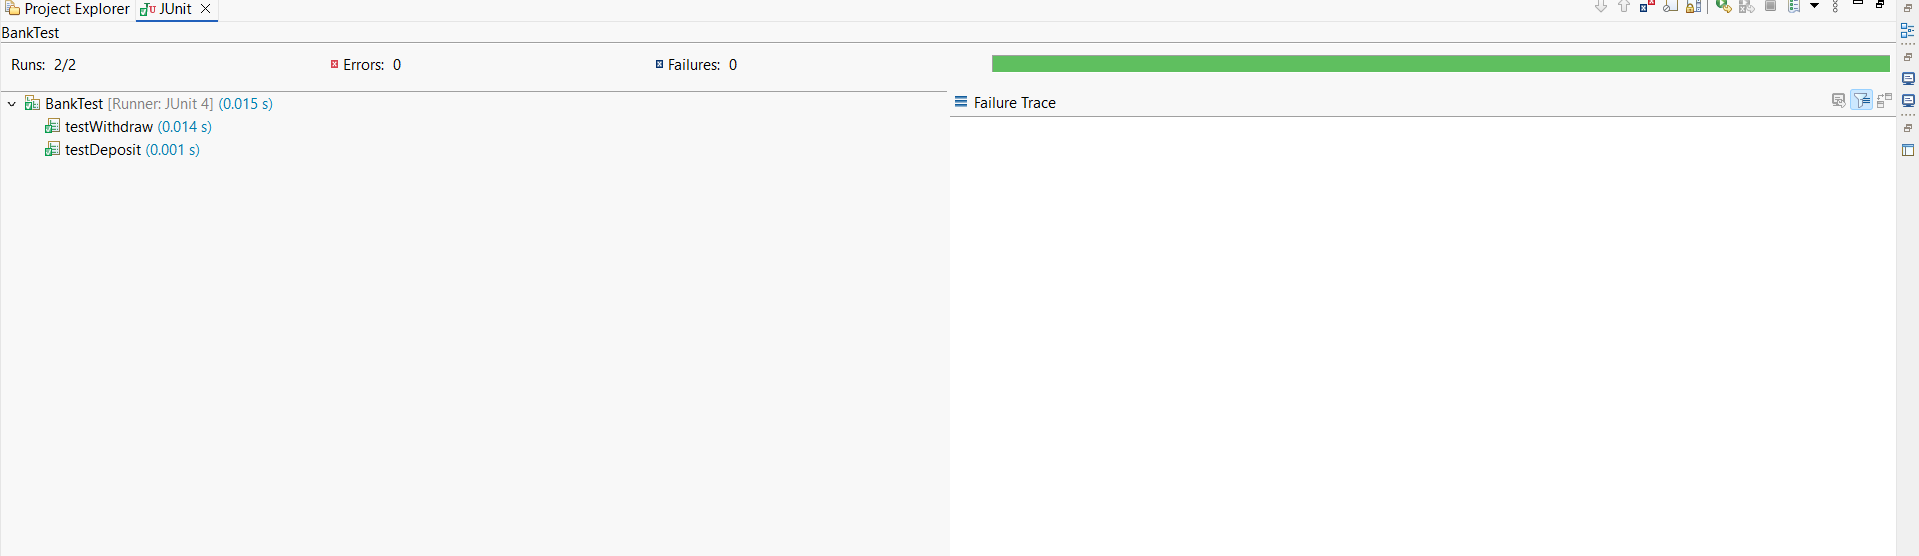 Project Explorer JUnit
BankTest
Runs: 2/2 Errors: 0 Failures: 0
BankTest [Runner: JUnit 4] (0.015 s)
testWithdraw (0.014 s)
testDeposit (0.001 s)
Failure Trace